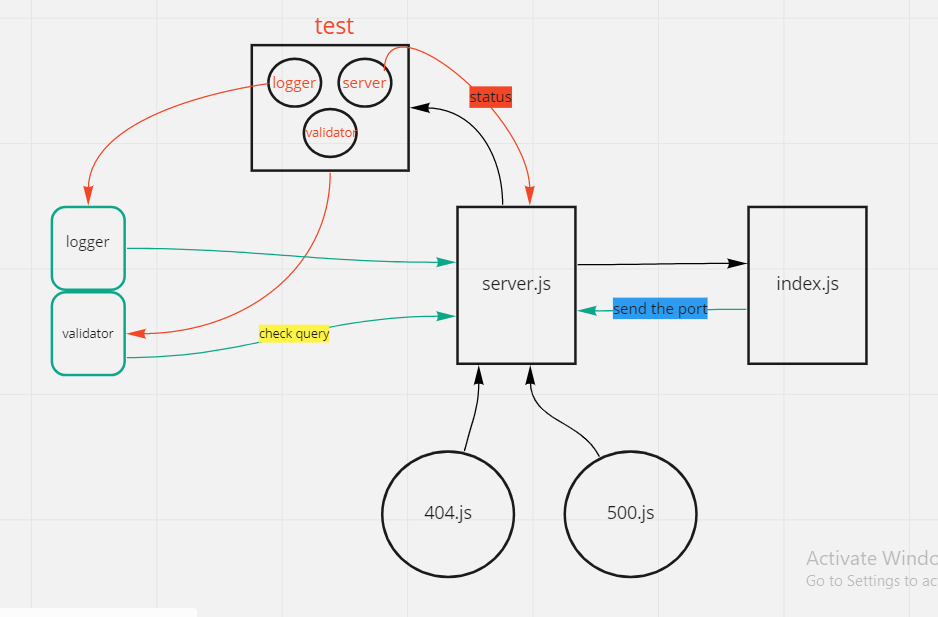 test
logger
server
validator
status
logger
validator
check query
server.js
index.js
send the port
404.js
500.js
Activate Windo
Go to Settings to ac